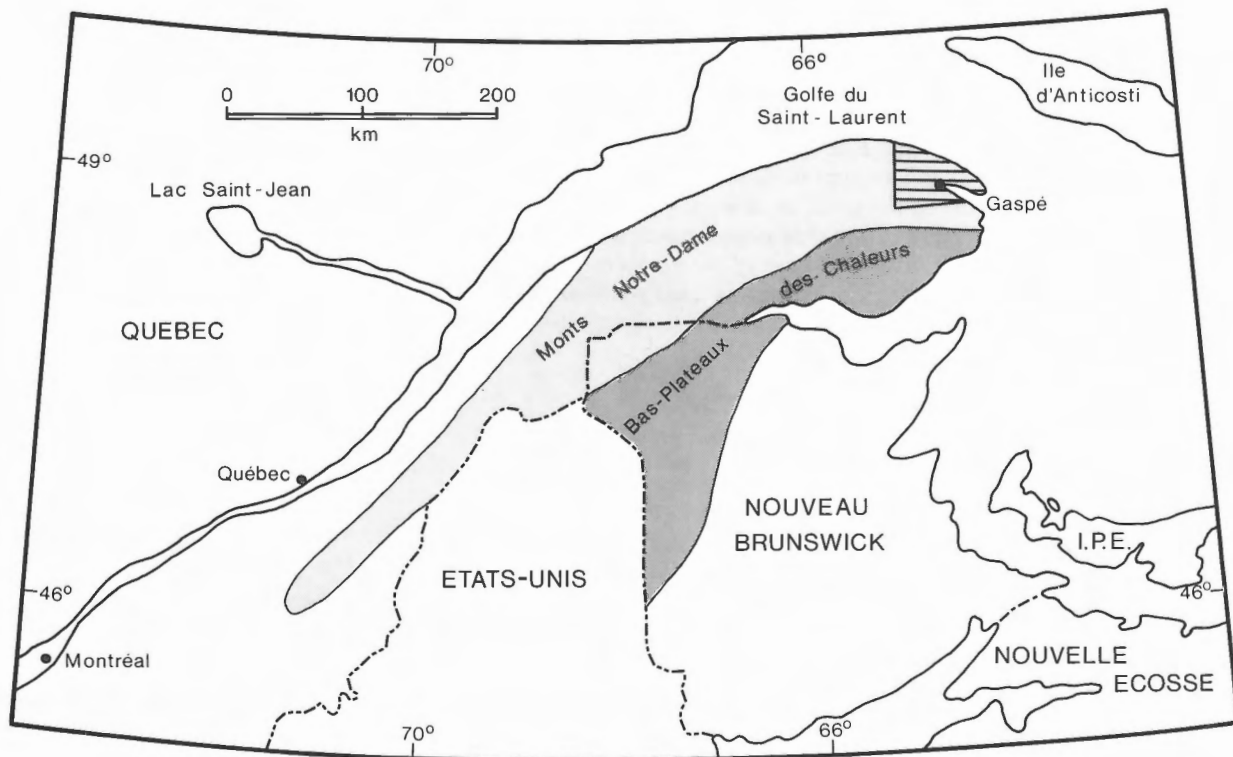 70°
66°
0 100 200
km
Golfe du
Saint-Laurent
Ile
d'Anticosti
49°
Lac Saint-Jean
Gaspé
Monts Notre-Dame
Bas-Plateaux des-Chaleurs
QUEBEC
Québec
NOUVEAU
BRUNSWICK
I.P.E.
ETATS-UNIS
46°
46°
Montréal
NOUVELLE
ECOSSE
70°
66°